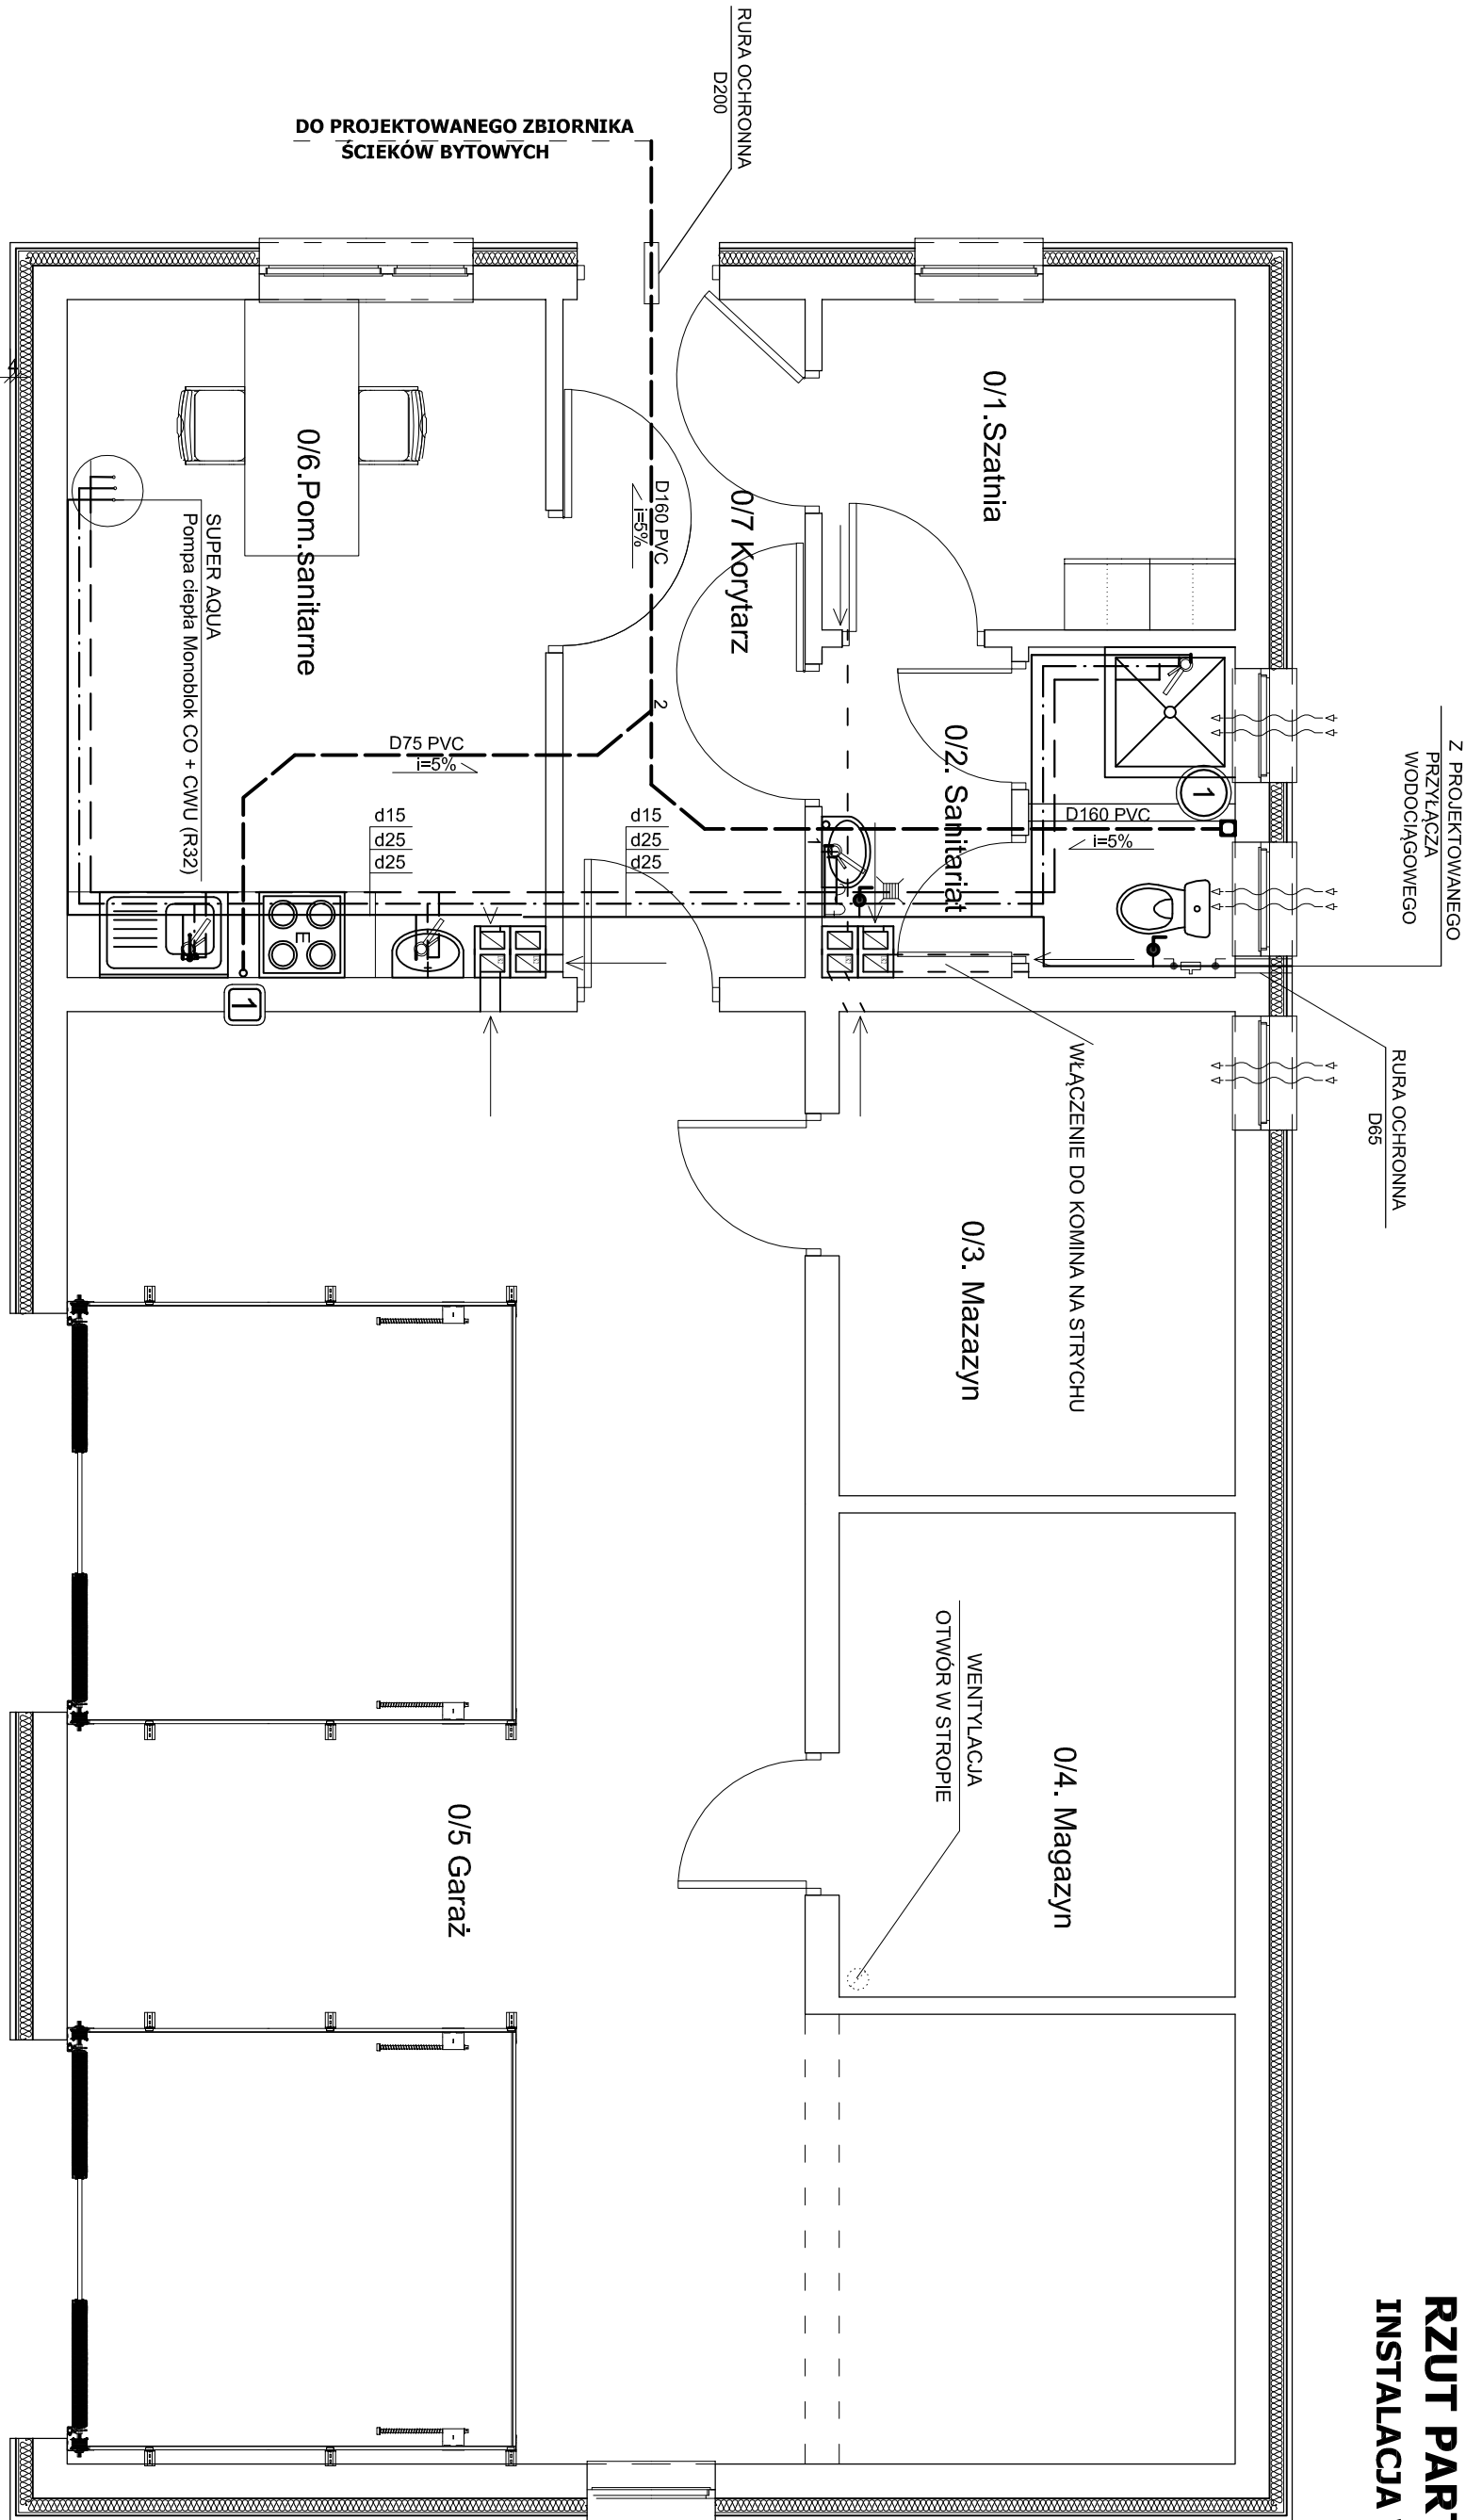 RZUT PAR
INSTALACJA
Z PROJEKTOWANEGO
PRZYŁĄCZA
WODOCIĄGOWEGO
RURA OCHRONNA
D65
RURA OCHRONNA
D200
DO PROJEKTOWANEGO ZBIORNIKA
ŚCIEKÓW BYTOWYCH
0/1.Szatnia
0/2. Sanitariat
1
D160 PVC
i=5%
WŁĄCZENIE DO KOMINA NA STRYCHU
0/3. Mazazyn
0/4. Magazyn
WENTYLACJA
OTWÓR W STROPIE
0/7 Korytarz
D160 PVC
i=5%
2
1
d15
d25
d25
D75 PVC
i=5%
d15
d25
d25
0/6.Pom.sanitarne
SUPER AQUA
Pompa ciepła Monoblok CO + CWU (R32)
E
1
0/5 Garaż
4